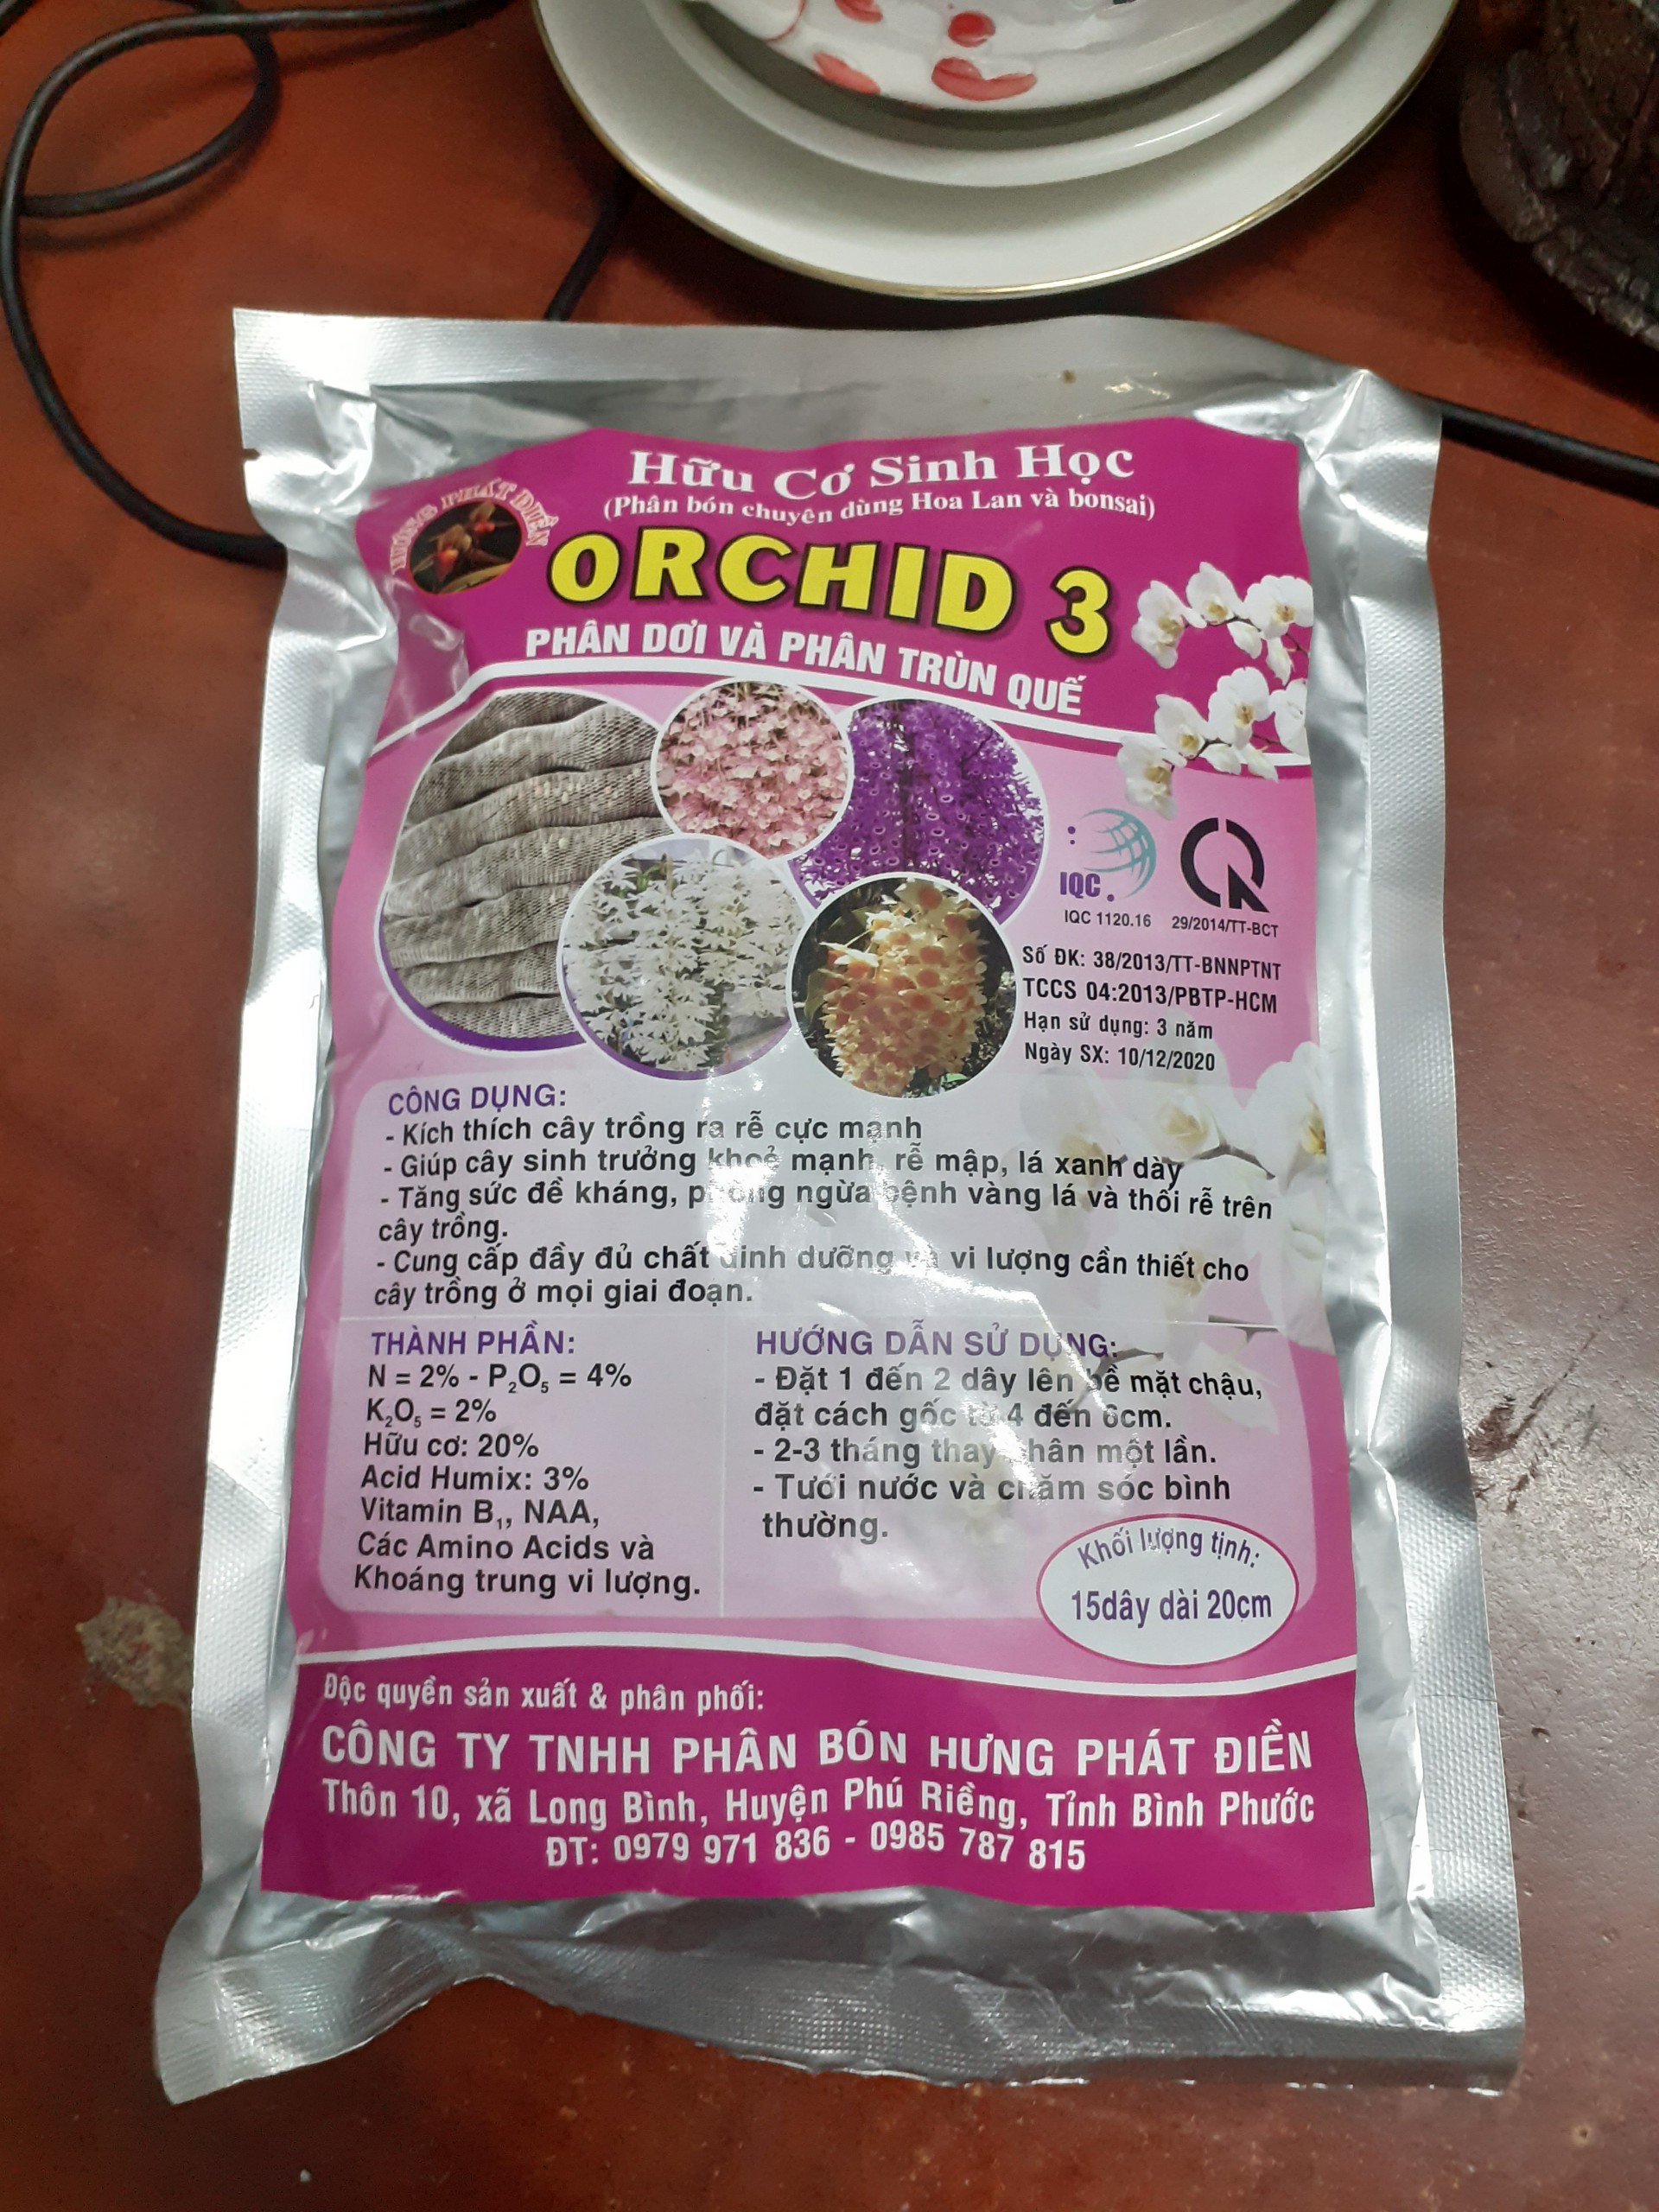 Hữu Cơ Sinh Học
(Phân bón chuyên dùng Hoa Lan và bonsai)
HƯNG PHÁT ĐIỀN
ORCHID 3
PHÂN DƠI VÀ PHÂN TRÙN QUẾ
IQC
IQC 1120.16
29/2014/TT-BCT
Số ĐK: 38/2013/TT-BNNPTNT
TCCS 04:2013/PBTP-HCM
Hạn sử dụng: 3 năm
Ngày SX: 10/12/2020
CÔNG DỤNG:
- Kích thích cây trồng ra rễ cực mạnh
- Giúp cây sinh trưởng khoẻ mạnh, rễ mập, lá xanh dày
- Tăng sức đề kháng, phòng ngừa bệnh vàng lá và thối rễ trên
cây trồng.
- Cung cấp đầy đủ chất dinh dưỡng và vi lượng cần thiết cho
cây trồng ở mọi giai đoạn.
THÀNH PHẦN:
N = 2% - P₂O₅ = 4%
K₂O₅ = 2%
Hữu cơ: 20%
Acid Humix: 3%
Vitamin B₁, NAA,
Các Amino Acids và
Khoáng trung vi lượng.
HƯỚNG DẪN SỬ DỤNG:
- Đặt 1 đến 2 dây lên bề mặt chậu,
đặt cách gốc từ 4 đến 6cm.
- 2-3 tháng thay phân một lần.
- Tưới nước và chăm sóc bình
thường.
Khối lượng tịnh:
15dây dài 20cm
Độc quyền sản xuất & phân phối:
CÔNG TY TNHH PHÂN BÓN HƯNG PHÁT ĐIỀN
Thôn 10, xã Long Bình, Huyện Phú Riềng, Tỉnh Bình Phước
ĐT: 0979 971 836 - 0985 787 815